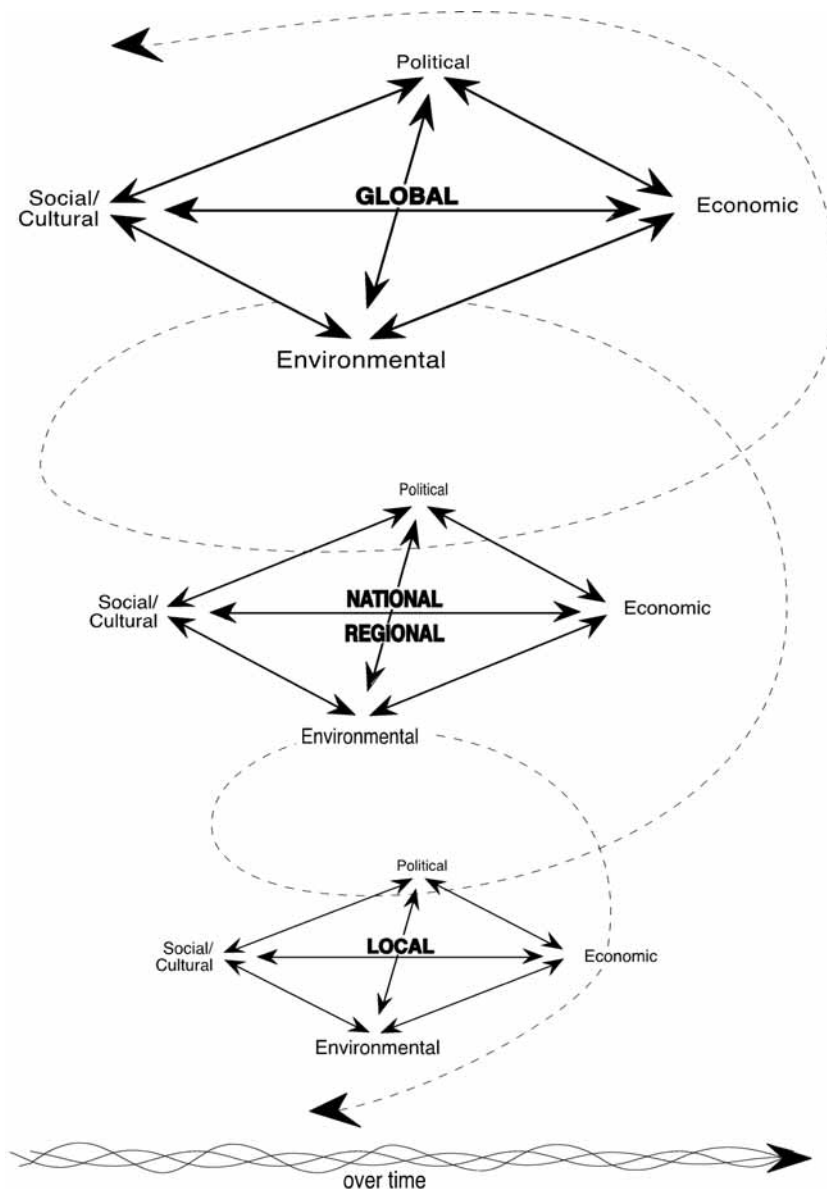 Political
GLOBAL
Social/
Cultural
Economic
Environmental
Political
NATIONAL
REGIONAL
Social/
Cultural
Economic
Environmental
Political
LOCAL
Social/
Cultural
Economic
Environmental
over time